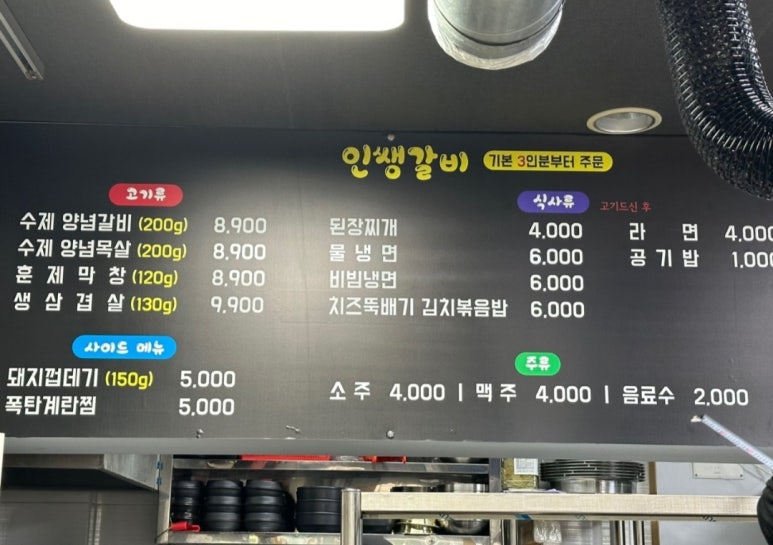 인쌩갈비 기본 3인분부터 주문
고기류
수제 양념갈비 (200g) 8,900
수제 양념목살 (200g) 8,900
훈제막창 (120g) 8,900
생삼겹살 (130g) 9,900
사이드 메뉴
돼지껍데기 (150g) 5,000
폭탄계란찜 5,000
식사류 고기드신 후
된장찌개 4,000
물냉면 6,000
비빔냉면 6,000
치즈뚝배기 김치볶음밥 6,000
라면 4,000
공기밥 1,000
주류
소주 4,000 | 맥주 4,000 | 음료수 2,000